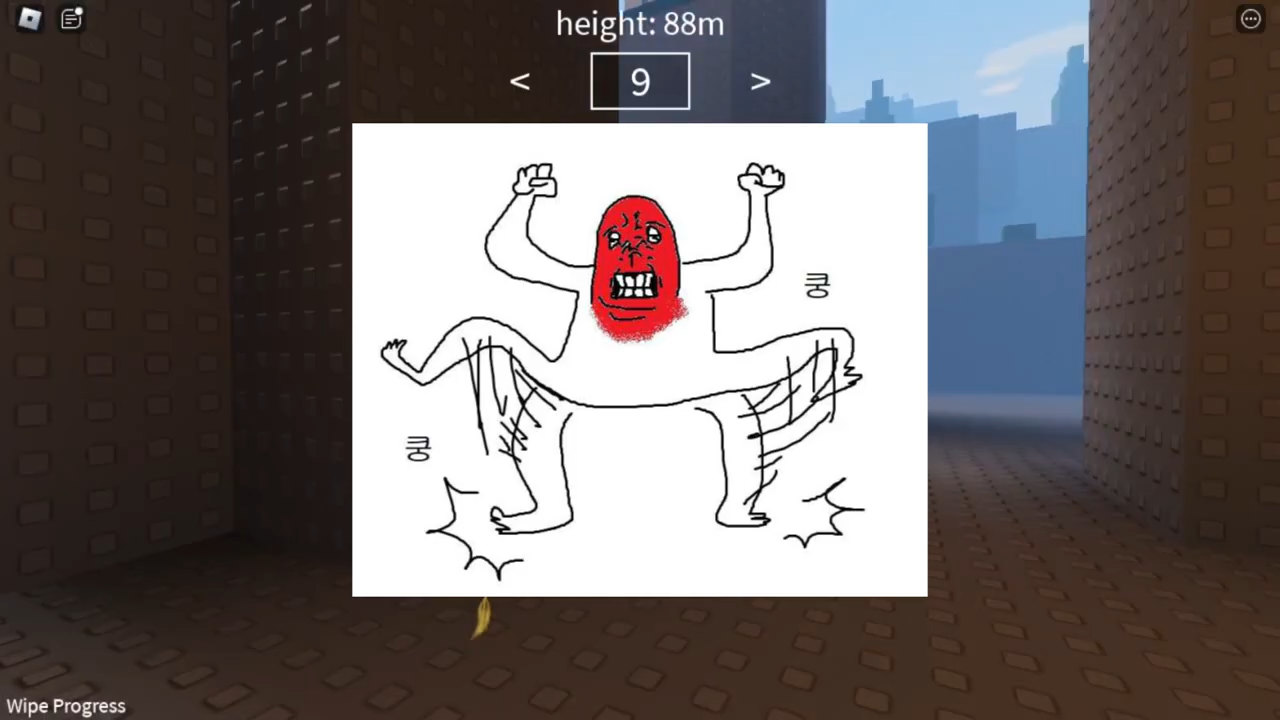 height: 88m
< 9 >
쿵
쿵
Wipe Progress